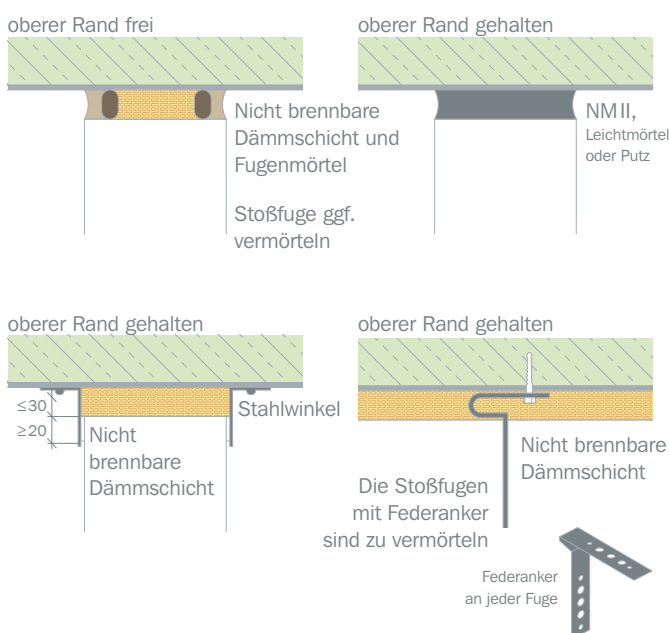 oberer Rand frei
Nicht brennbare
Dämmschicht und
Fugenmörtel
Stoßfuge ggf.
vermörteln
oberer Rand gehalten
NM II,
Leichtmörtel
oder Putz
oberer Rand gehalten
≤30
≥20
Stahlwinkel
Nicht
brennbare
Dämmschicht
oberer Rand gehalten
Nicht brennbare
Dämmschicht
Die Stoßfugen
mit Federanker
sind zu vermörteln
Federanker
an jeder Fuge